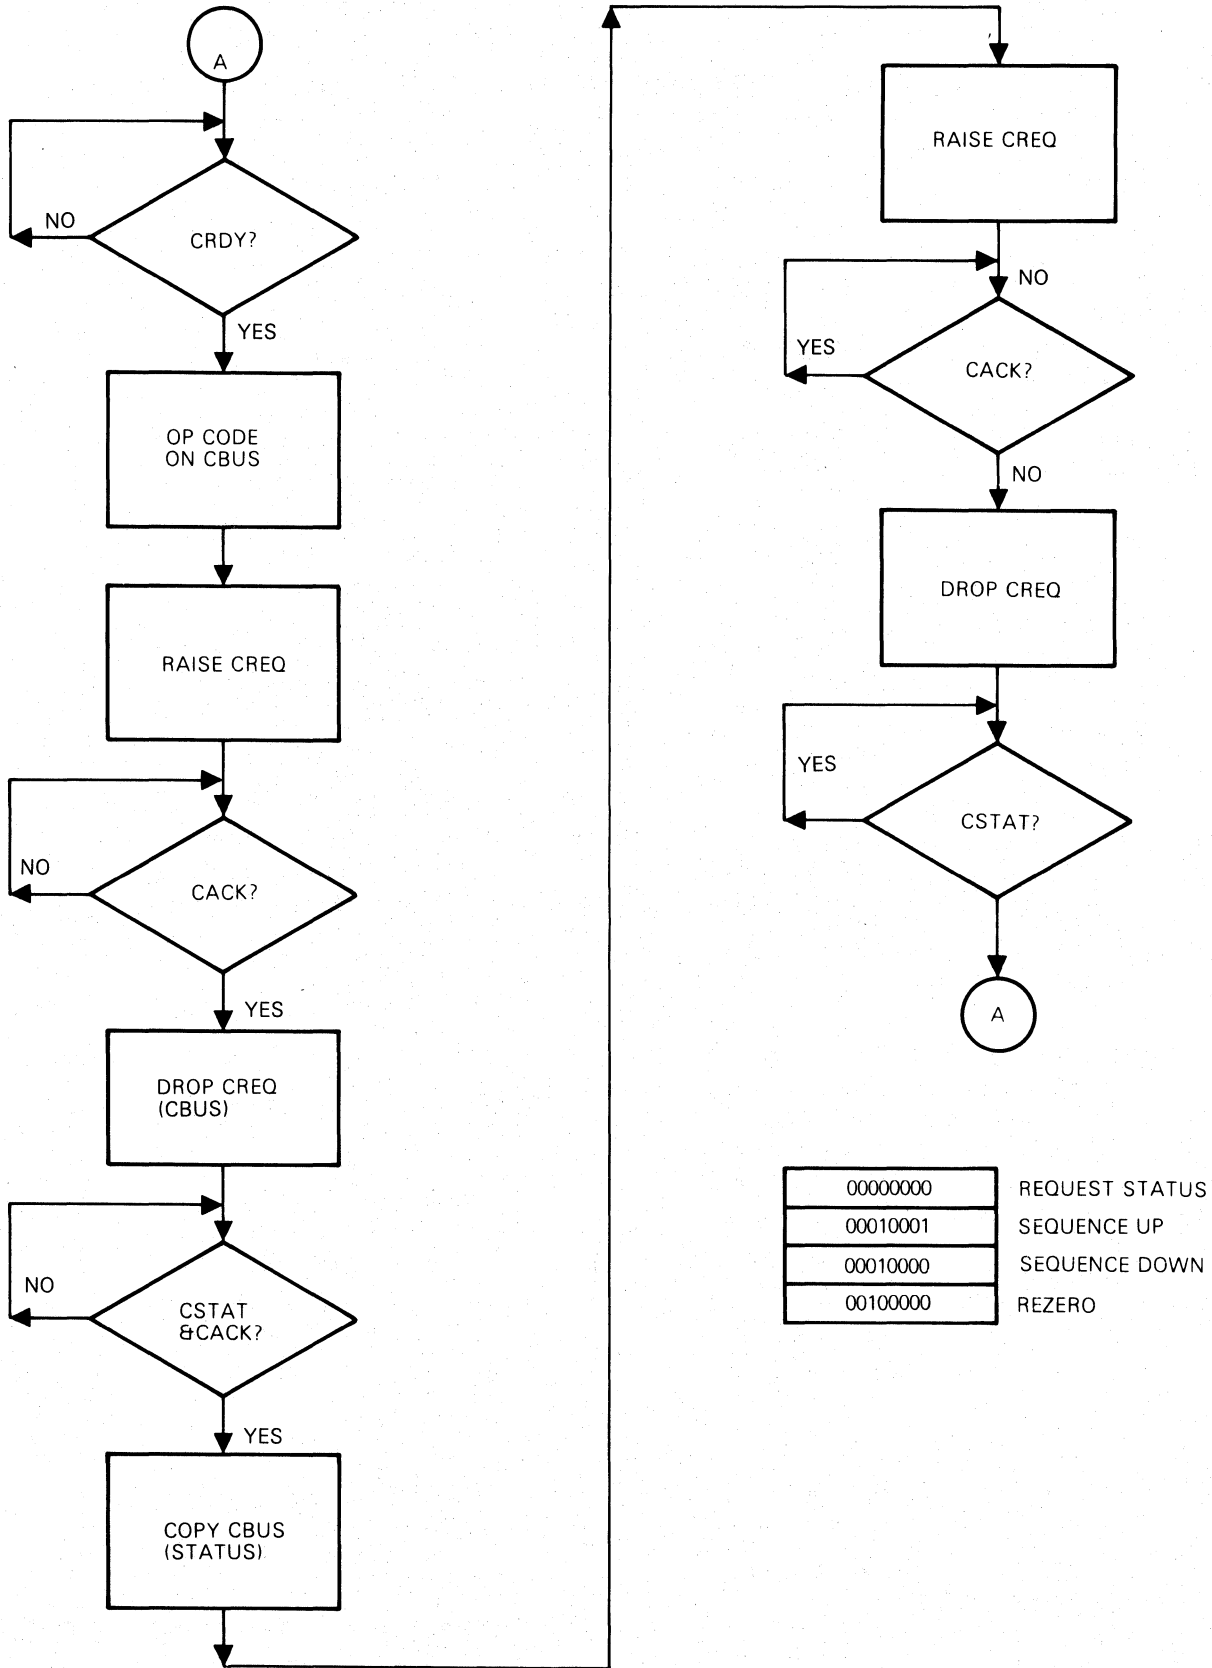 A
NO
CRDY?
YES
OP CODE
ON CBUS
RAISE CREQ
NO
CACK?
YES
DROP CREQ
(CBUS)
NO
CSTAT
&CACK?
YES
COPY CBUS
(STATUS)
RAISE CREQ
NO
YES
CACK?
NO
DROP CREQ
YES
CSTAT?
A
00000000 REQUEST STATUS
00010001 SEQUENCE UP
00010000 SEQUENCE DOWN
00100000 REZERO